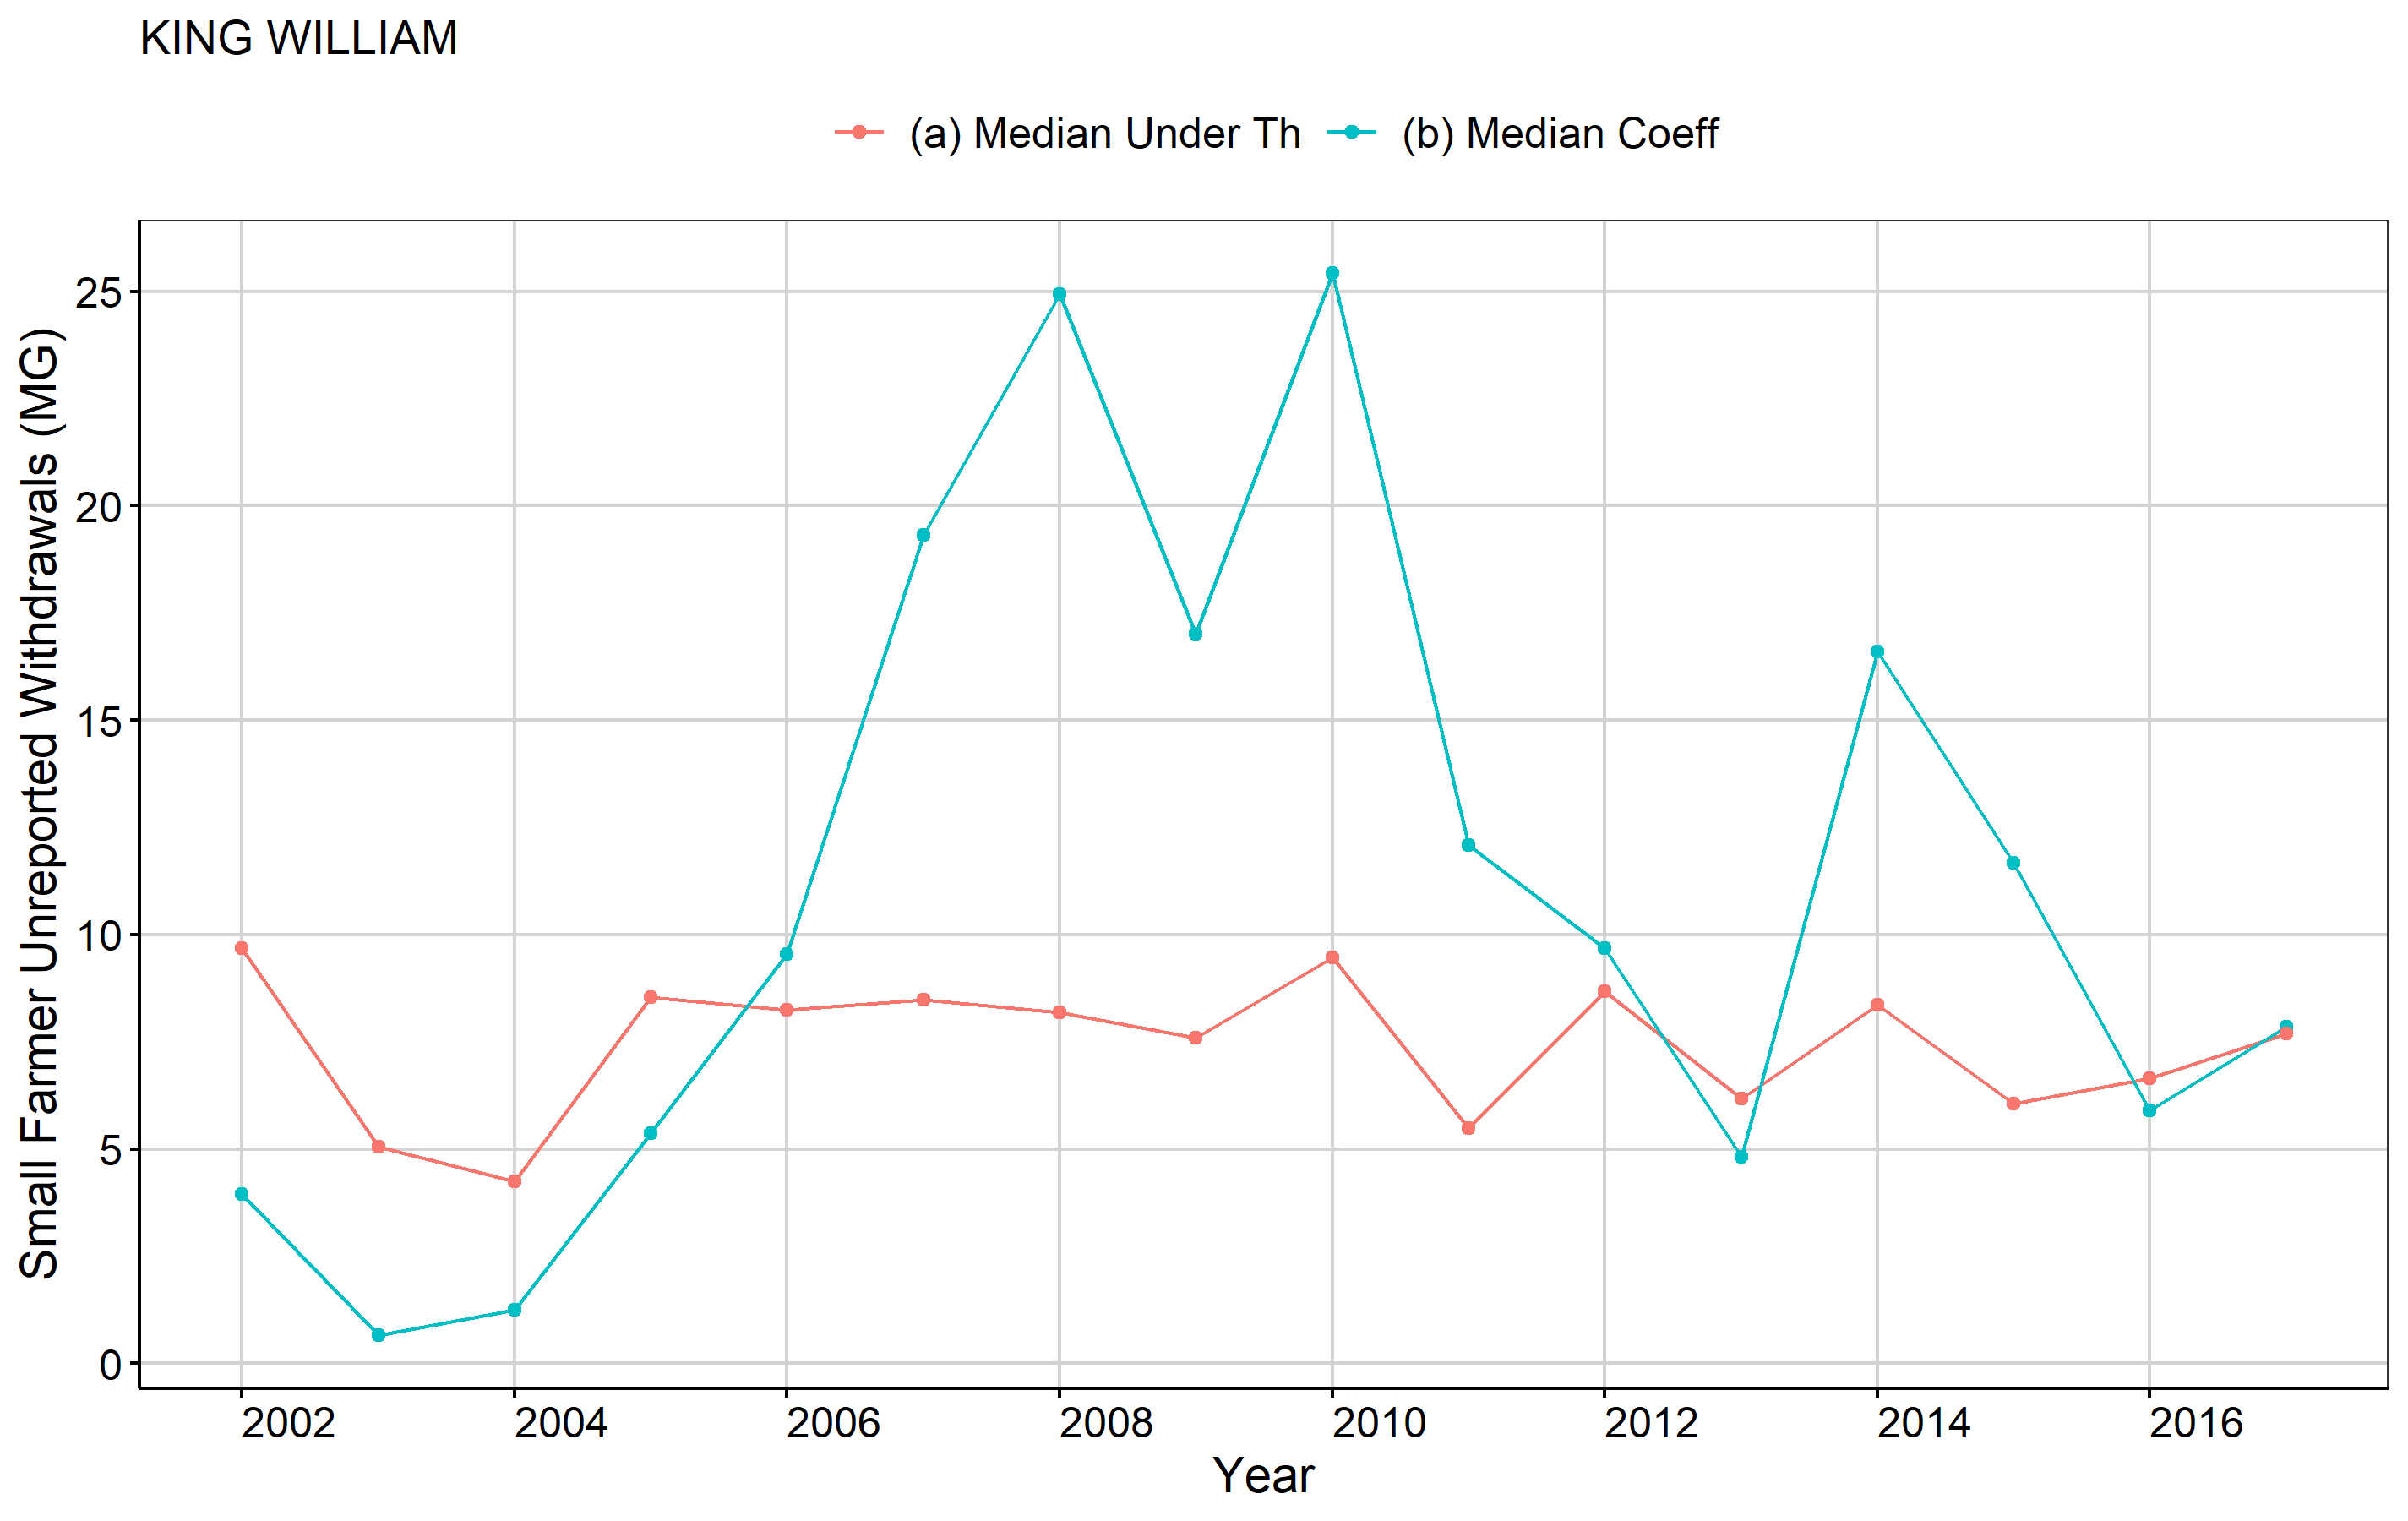 KING WILLIAM
(a) Median Under Th (b) Median Coeff
Small Farmer Unreported Withdrawals (MG)
25
20
15
10
5
0
2002 2004 2006 2008 2010 2012 2014 2016
Year